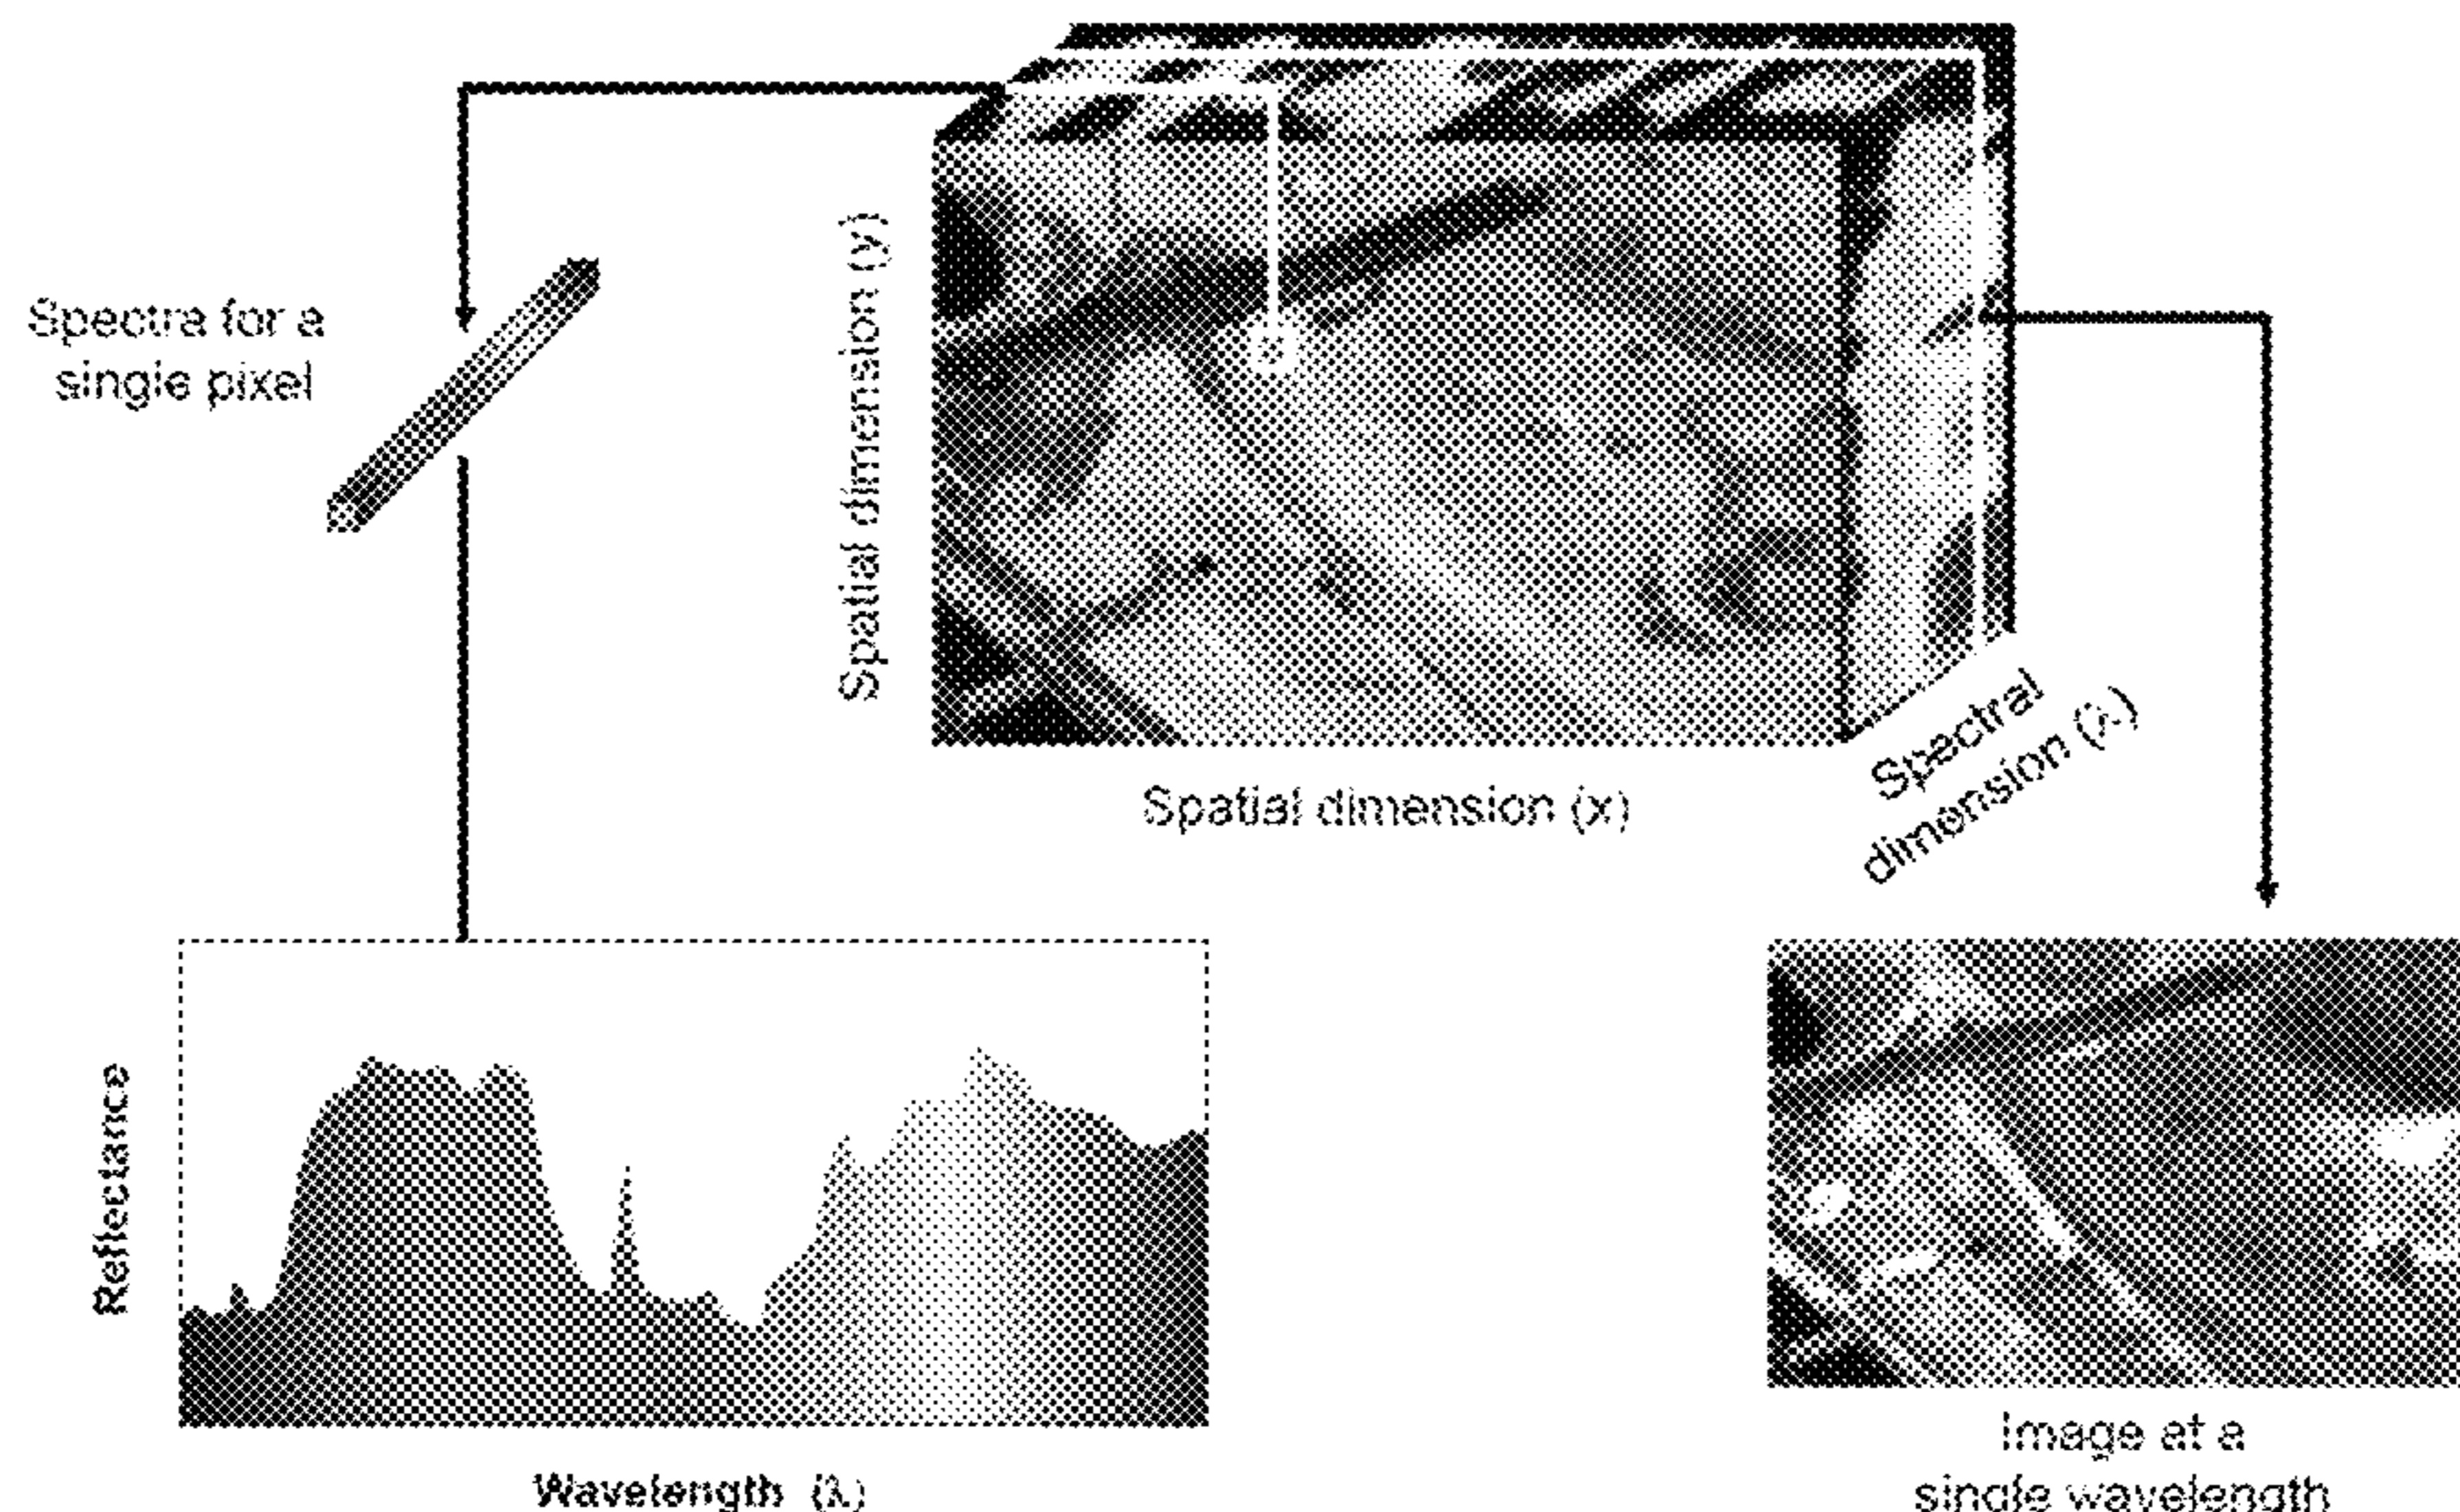 Spectra for a
single pixel
Spatial dimension (y)
Spatial dimension (x)
Spectral
dimension (λ)
Reflectance
Wavelength (λ)
Image at a
single wavelength